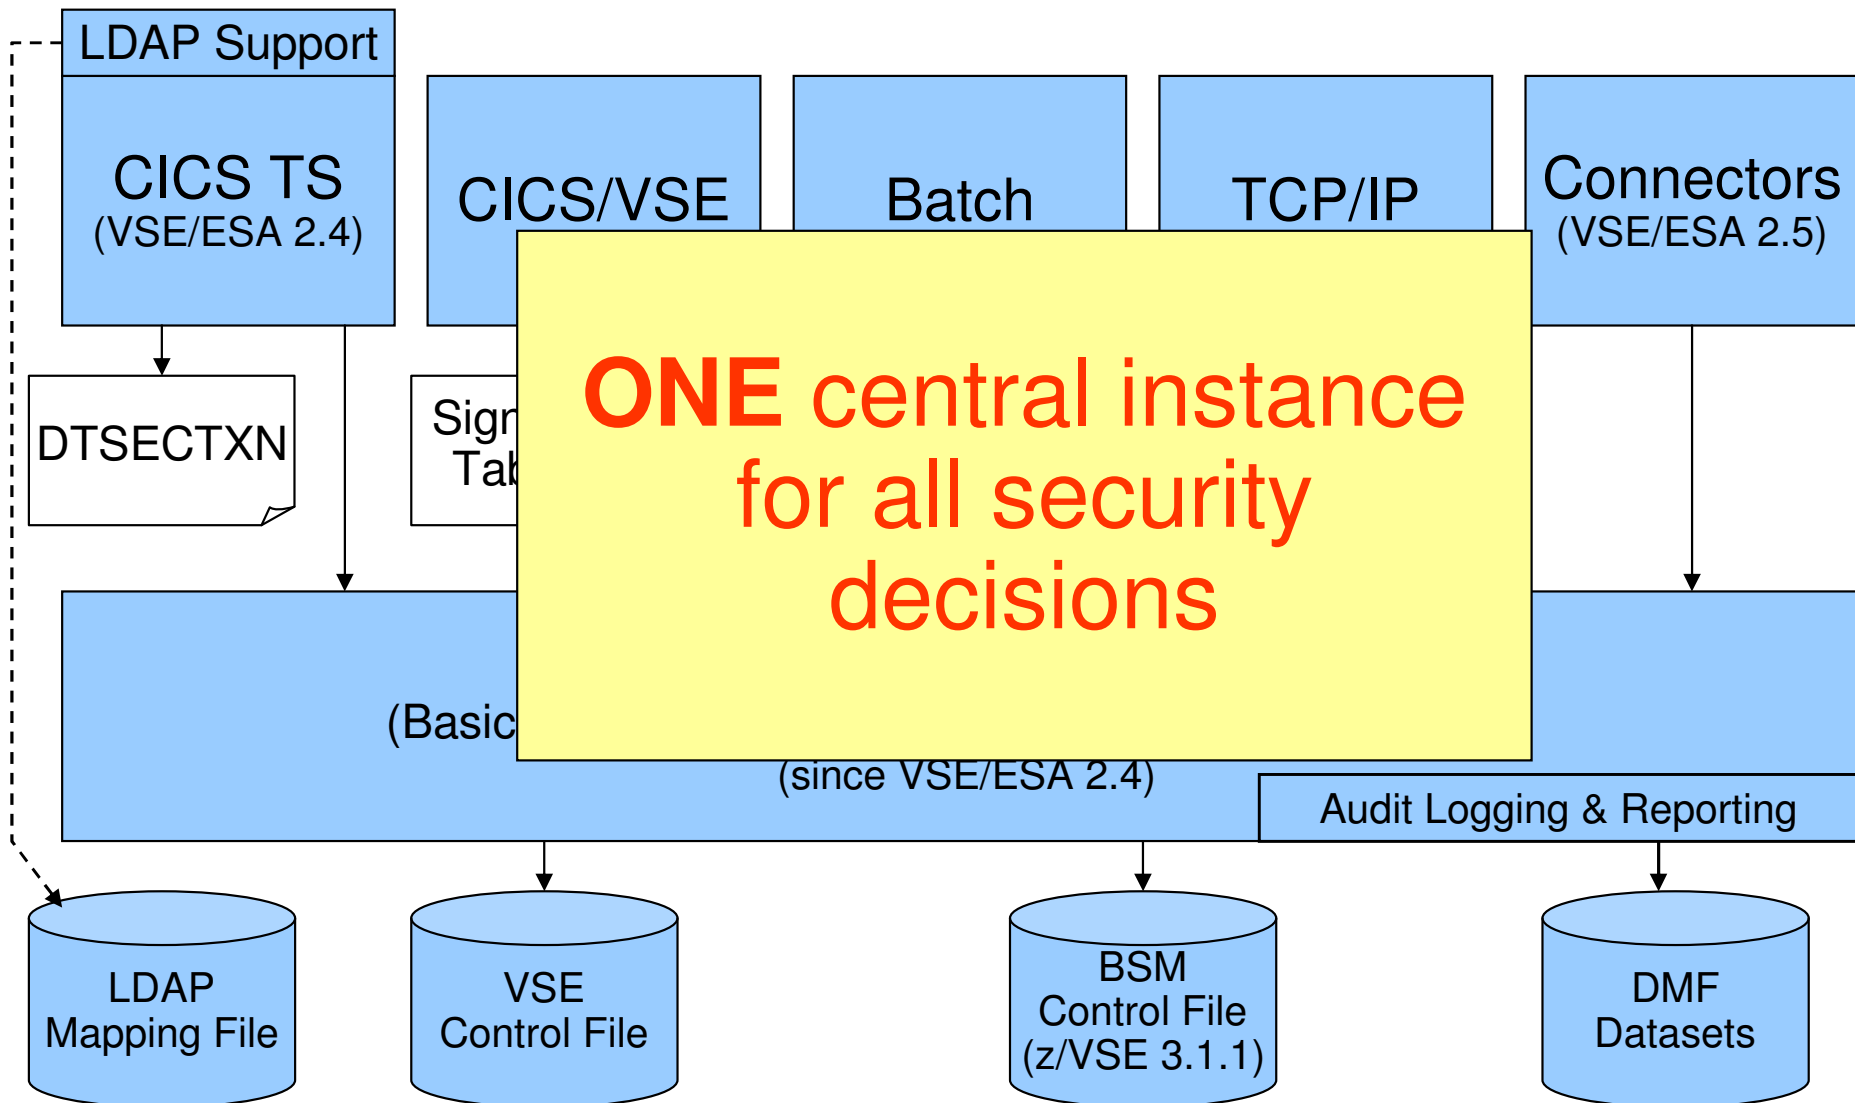 LDAP Support
CICS TS
(VSE/ESA 2.4)
CICS/VSE
Batch
TCP/IP
Connectors
(VSE/ESA 2.5)
DTSECTXN
ONE central instance
for all security
decisions
(Basic
(since VSE/ESA 2.4)
Audit Logging & Reporting
LDAP
Mapping File
VSE
Control File
BSM
Control File
(z/VSE 3.1.1)
DMF
Datasets